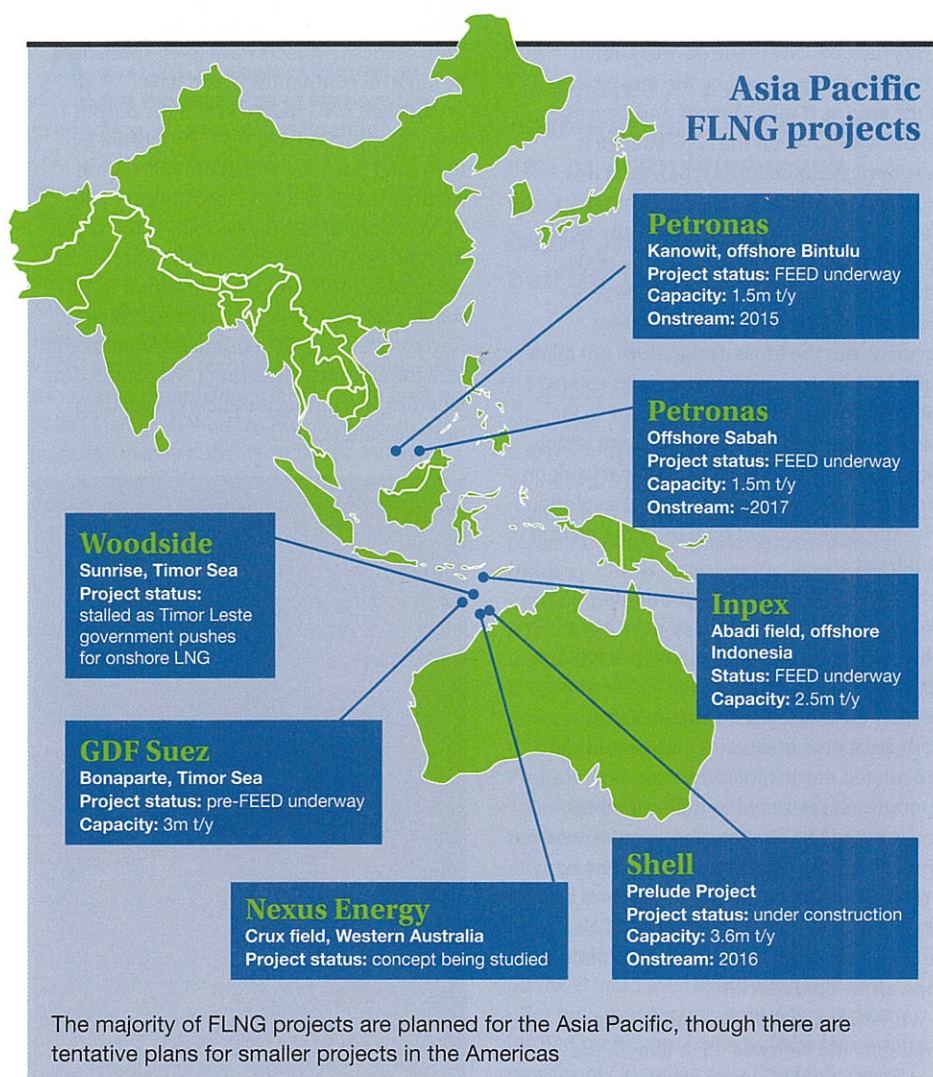 Asia Pacific
FLNG projects
Petronas
Kanowit, offshore Bintulu
Project status: FEED underway
Capacity: 1.5m t/y
Onstream: 2015
Petronas
Offshore Sabah
Project status: FEED underway
Capacity: 1.5m t/y
Onstream: ~2017
Woodside
Sunrise, Timor Sea
Project status:
stalled as Timor Leste
government pushes
for onshore LNG
Inpex
Abadi field, offshore
Indonesia
Status: FEED underway
Capacity: 2.5m t/y
GDF Suez
Bonaparte, Timor Sea
Project status: pre-FEED underway
Capacity: 3m t/y
Shell
Prelude Project
Project status: under construction
Capacity: 3.6m t/y
Onstream: 2016
Nexus Energy
Crux field, Western Australia
Project status: concept being studied
The majority of FLNG projects are planned for the Asia Pacific, though there are
tentative plans for smaller projects in the Americas